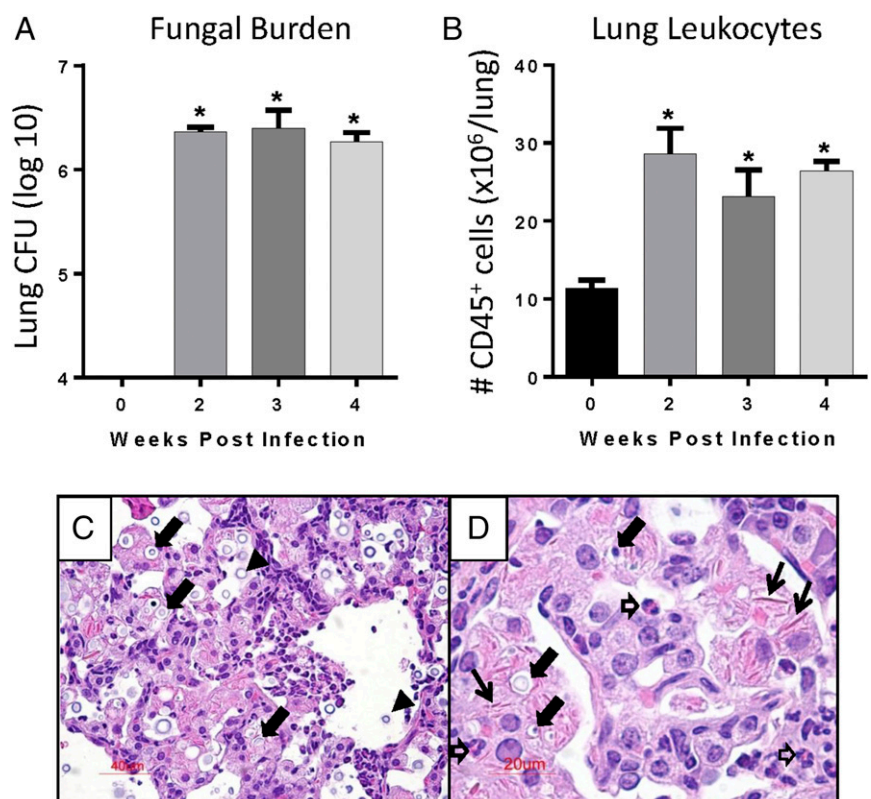 A Fungal Burden
Lung CFU (log 10)
7
6
5
4
* * *
0 2 3 4
Weeks Post Infection
B Lung Leukocytes
# CD45⁺ cells (x10⁶/lung)
40
30
20
10
0
* * *
0 2 3 4
Weeks Post Infection
C
40um
D
20um